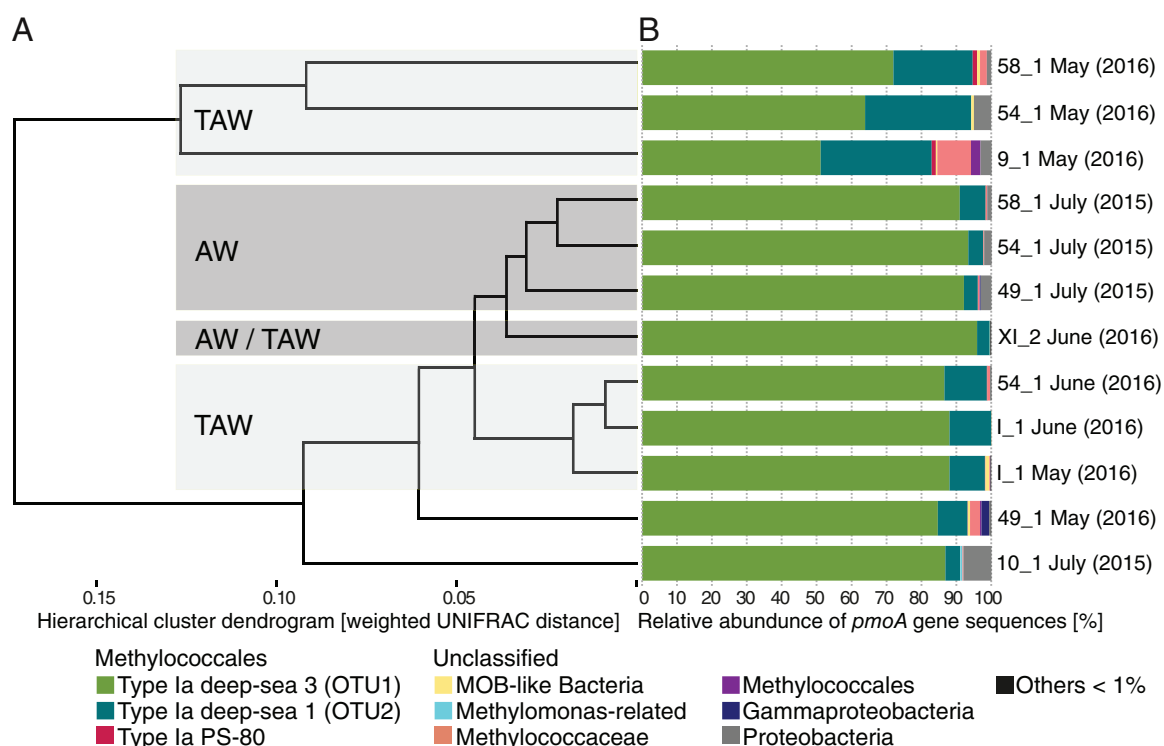 A
B
TAW
AW
AW / TAW
TAW
58_1 May (2016)
54_1 May (2016)
9_1 May (2016)
58_1 July (2015)
54_1 July (2015)
49_1 July (2015)
XI_2 June (2016)
54_1 June (2016)
I_1 June (2016)
I_1 May (2016)
49_1 May (2016)
10_1 July (2015)
0.15 0.10 0.05
0 10 20 30 40 50 60 70 80 90 100
Hierarchical cluster dendrogram [weighted UNIFRAC distance]
Relative abundance of pmoA gene sequences [%]
Methylococcales
Type Ia deep-sea 3 (OTU1)
Type Ia deep-sea 1 (OTU2)
Type Ia PS-80
Unclassified
MOB-like Bacteria
Methylomonas-related
Methylococcaceae
Methylococcales
Gammaproteobacteria
Proteobacteria
Others < 1%